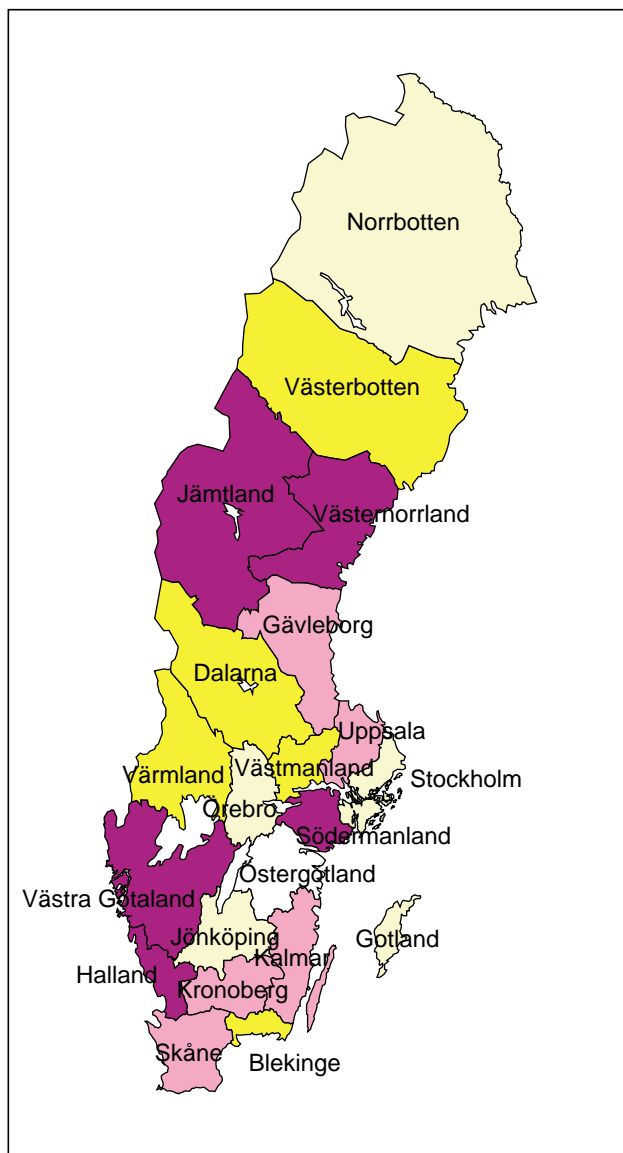 Norrbotten
Västerbotten
Jämtland
Västernorrland
Gävleborg
Dalarna
Uppsala
Värmland
Västmanland
Stockholm
Örebro
Södermanland
Östergötland
Västra Götaland
Jönköping
Gotland
Kalmar
Halland
Kronoberg
Skåne
Blekinge